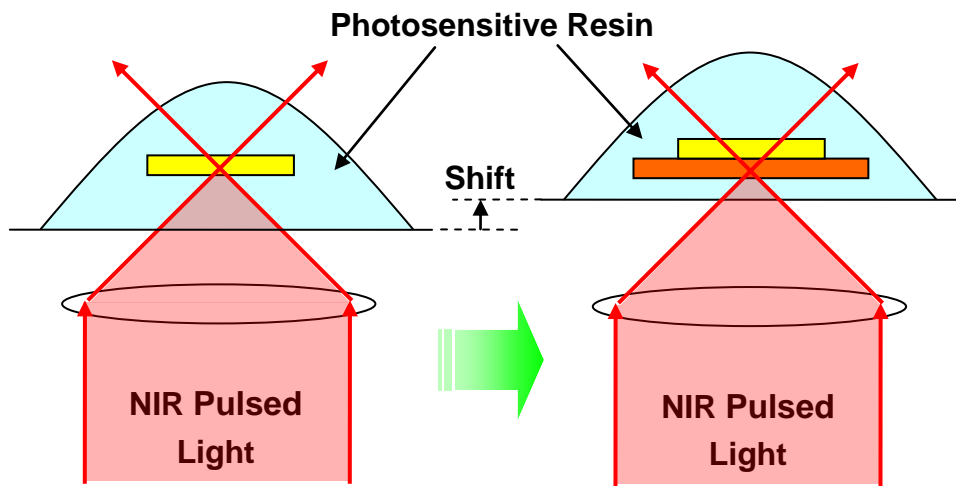 Photosensitive Resin
Shift
NIR Pulsed
Light
NIR Pulsed
Light